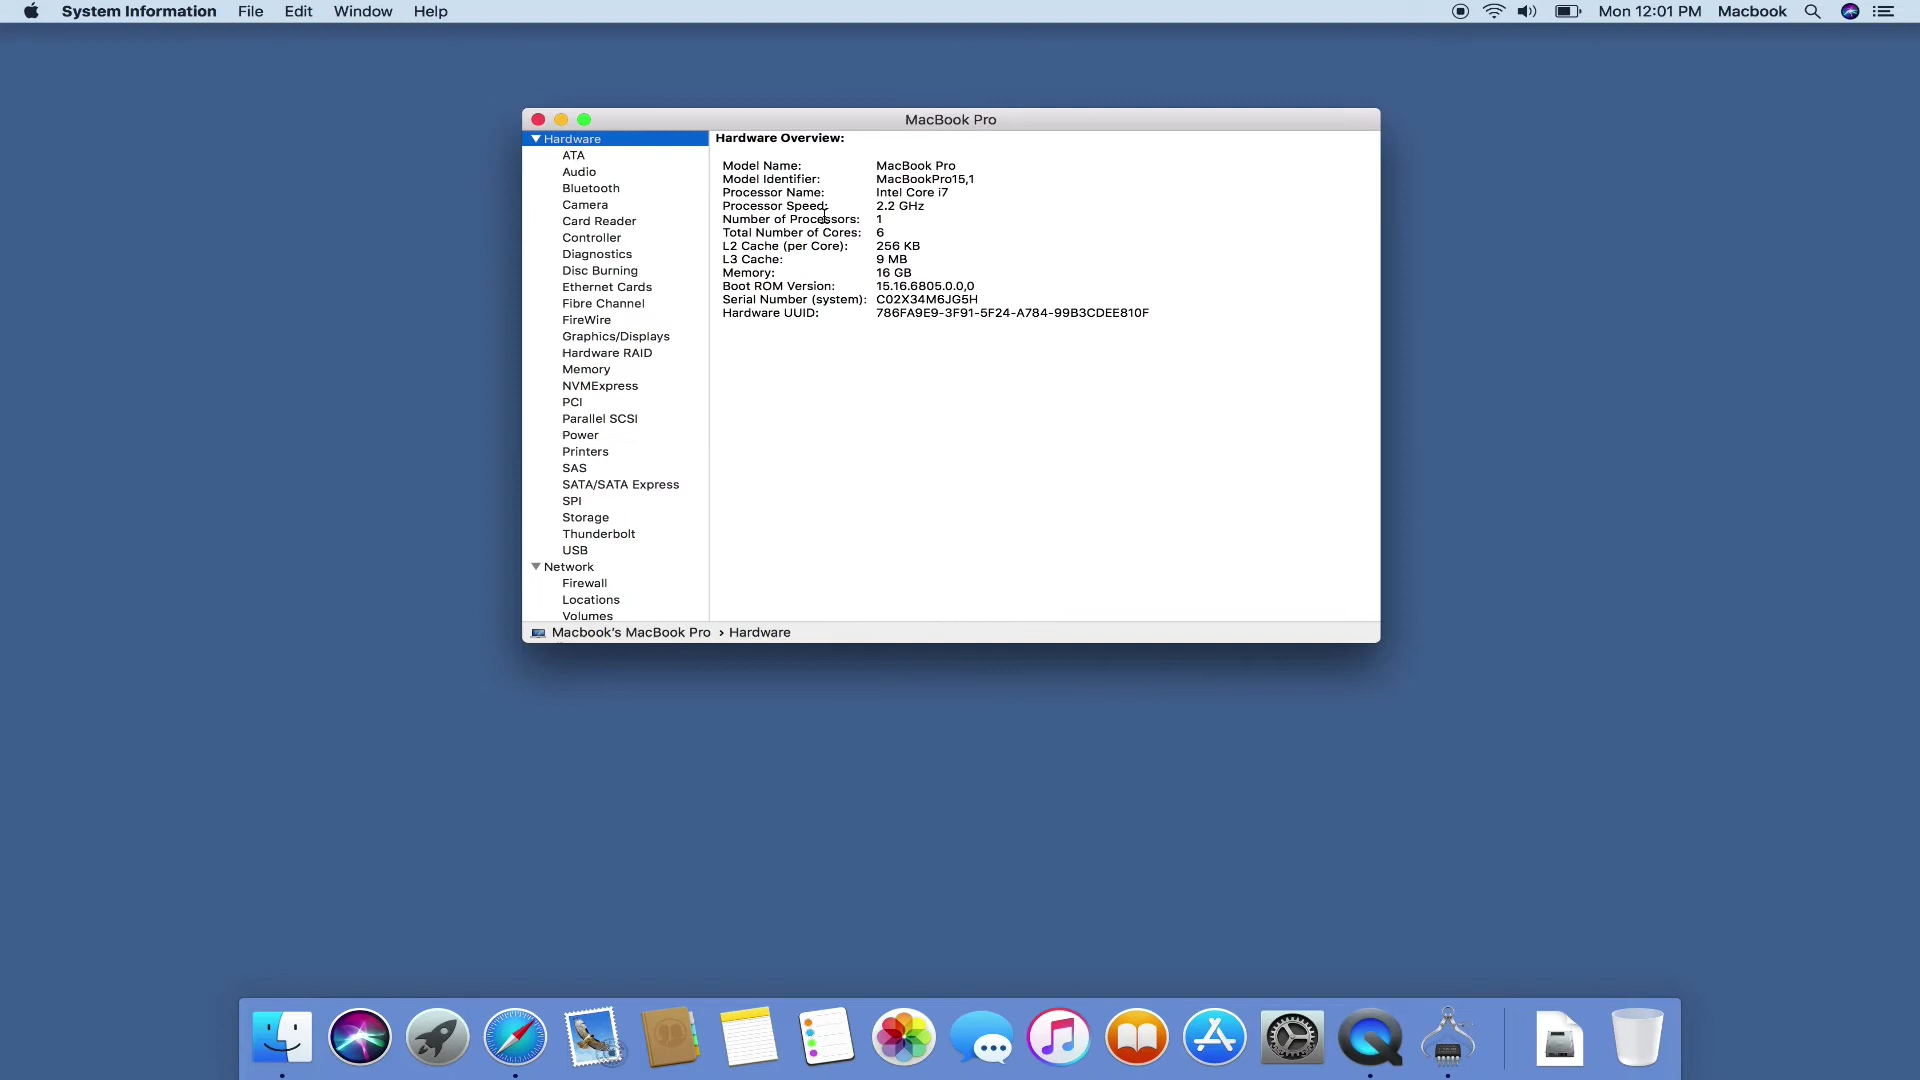 System Information File Edit Window Help Mon 12:01 PM Macbook
MacBook Pro
Hardware
ATA
Audio
Bluetooth
Camera
Card Reader
Controller
Diagnostics
Disc Burning
Ethernet Cards
Fibre Channel
FireWire
Graphics/Displays
Hardware RAID
Memory
NVMExpress
PCI
Parallel SCSI
Power
Printers
SAS
SATA/SATA Express
SPI
Storage
Thunderbolt
USB
Network
Firewall
Locations
Volumes
Hardware Overview:
Model Name: MacBook Pro
Model Identifier: MacBookPro15,1
Processor Name: Intel Core i7
Processor Speed: 2.2 GHz
Number of Processors: 1
Total Number of Cores: 6
L2 Cache (per Core): 256 KB
L3 Cache: 9 MB
Memory: 16 GB
Boot ROM Version: 15.16.6805.0.0,0
Serial Number (system): C02X34M6JG5H
Hardware UUID: 786FA9E9-3F91-5F24-A784-99B3CDEE810F
Macbook's MacBook Pro › Hardware